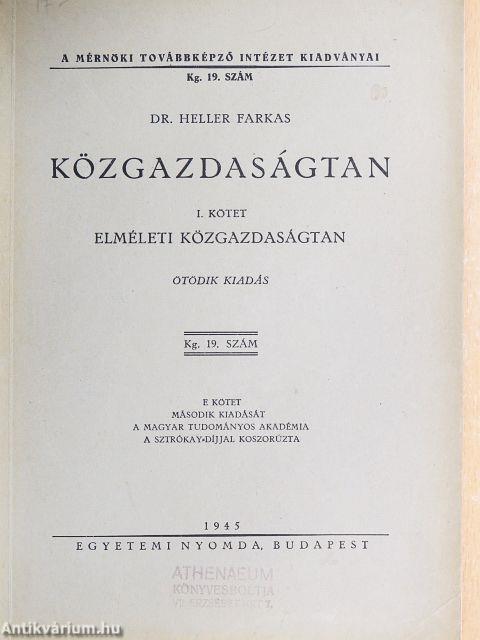 A MÉRNÖKI TOVÁBBKÉPZŐ INTÉZET KIADVÁNYAI
Kg. 19. SZÁM
DR. HELLER FARKAS
KÖZGAZDASÁGTAN
I. KÖTET
ELMÉLETI KÖZGAZDASÁGTAN
ÖTÖDIK KIADÁS
Kg. 19. SZÁM
E KÖTET
MÁSODIK KIADÁSÁT
A MAGYAR TUDOMÁNYOS AKADÉMIA
A SZTRÓKAY-DÍJJAL KOSZORÚZTA
1945
EGYETEMI NYOMDA, BUDAPEST
ATHENAEUM
KÖNYVESBOLTJA
Antikvárium.hu